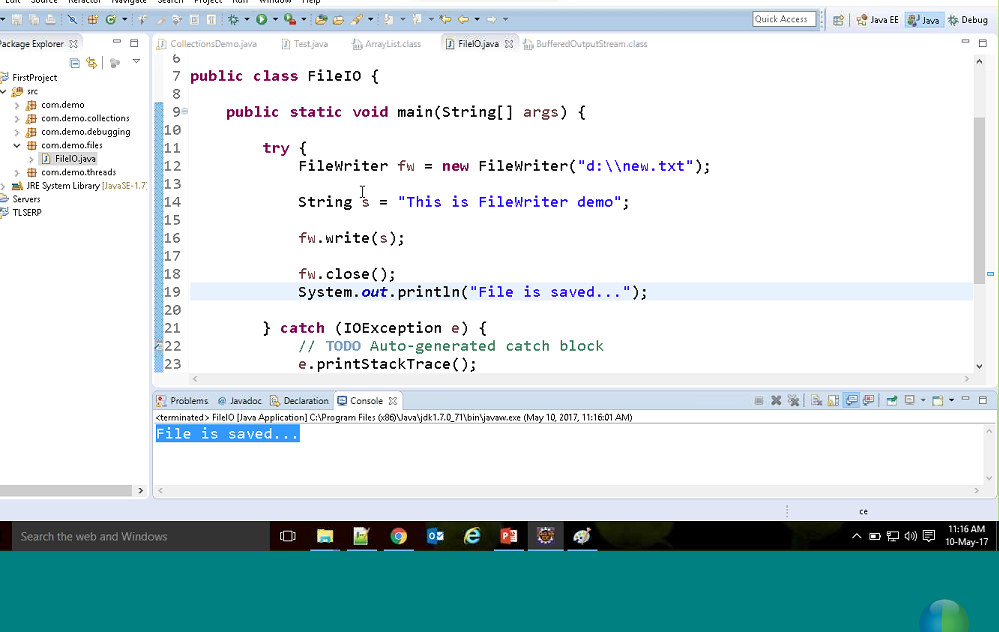 Edit Source Refactor Navigate Search Project Run Window Help
Quick Access Java EE Java Debug
Package Explorer
CollectionsDemo.java Test.java ArrayList.class FileIO.java BufferedOutputStream.class
FirstProject
src
com.demo
com.demo.collections
com.demo.debugging
com.demo.files
FileIO.java
com.demo.threads
JRE System Library [JavaSE-1.7]
Servers
TLSERP
6
7 public class FileIO {
8
9 public static void main(String[] args) {
10
11 try {
12 FileWriter fw = new FileWriter("d:\\new.txt");
13
14 String s = "This is FileWriter demo";
15
16 fw.write(s);
17
18 fw.close();
19 System.out.println("File is saved...");
20
21 } catch (IOException e) {
22 // TODO Auto-generated catch block
23 e.printStackTrace();
Problems @ Javadoc Declaration Console
<terminated> FileIO [Java Application] C:\Program Files (x86)\Java\jdk1.7.0_71\bin\javaw.exe (May 10, 2017, 11:16:01 AM)
File is saved...
ce
Search the web and Windows
11:16 AM
10-May-17